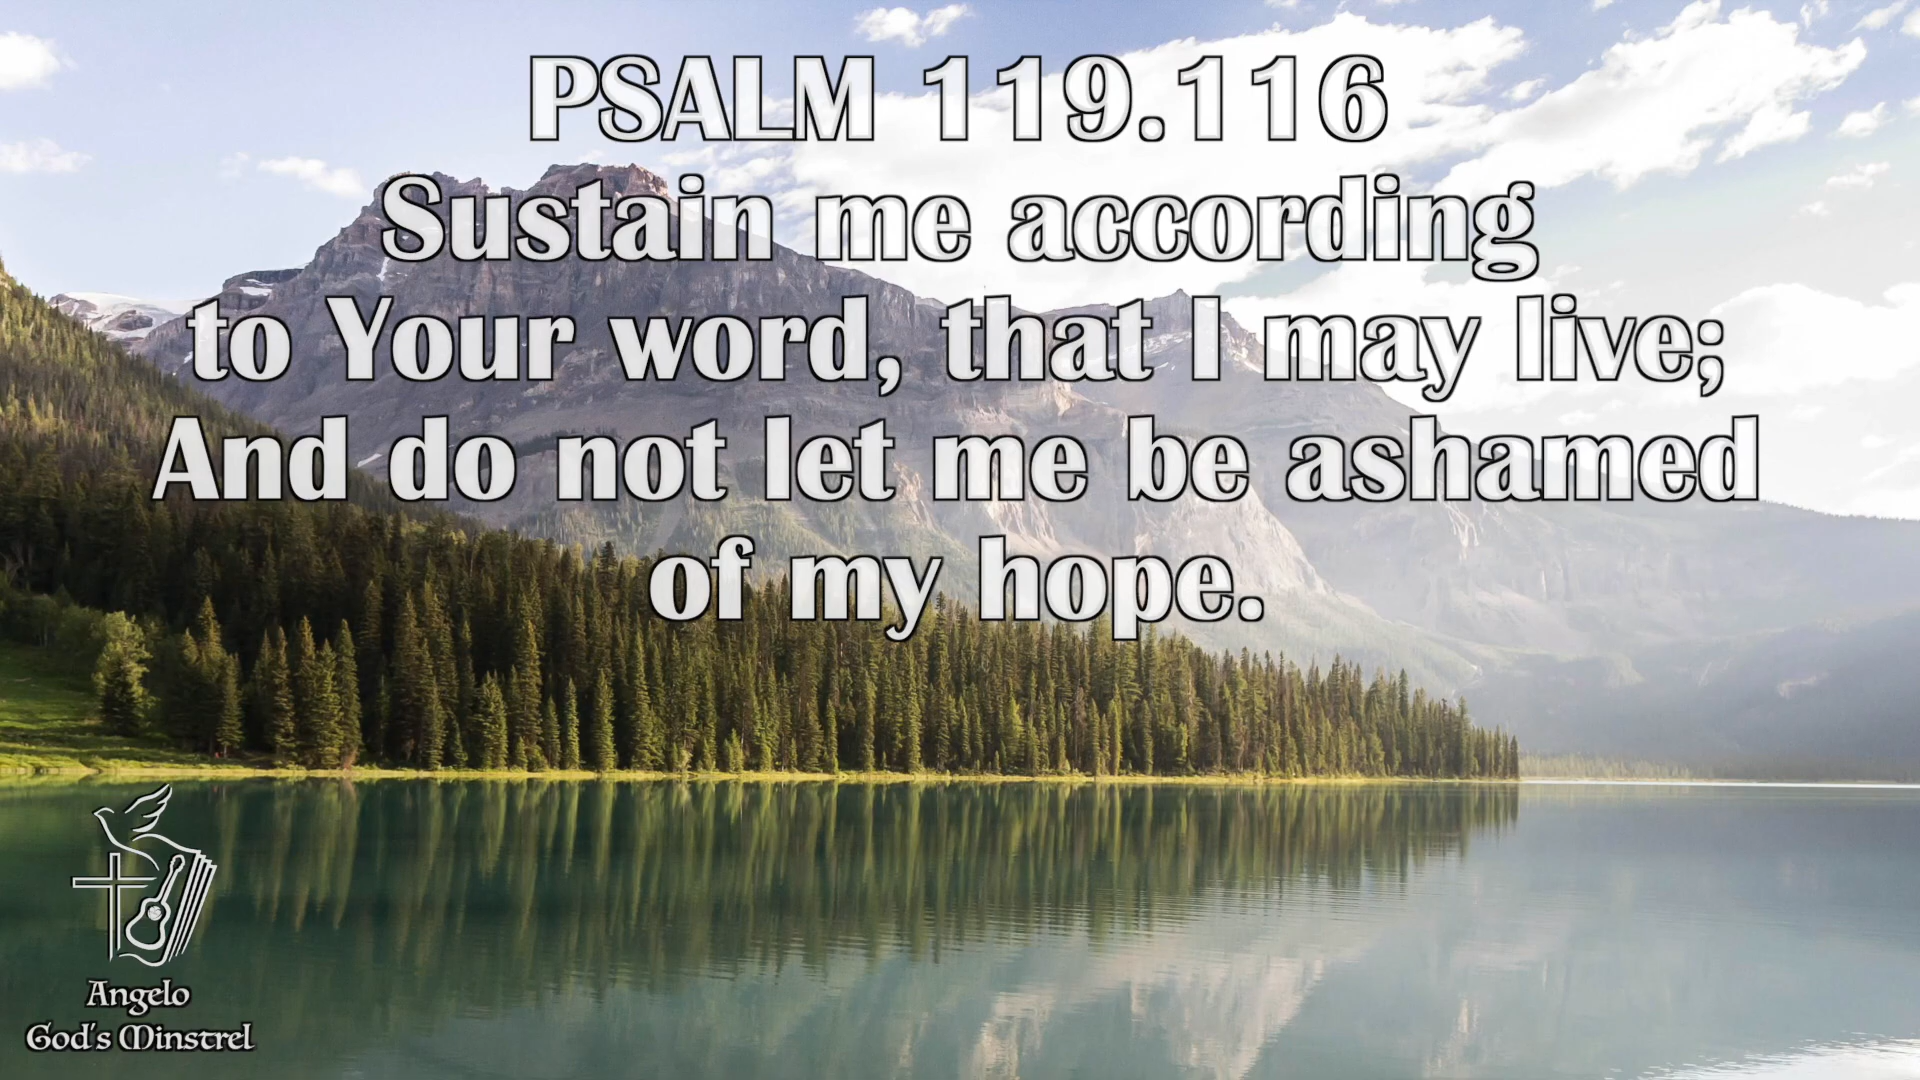 PSALM 119.116
Sustain me according
to Your word, that I may live;
And do not let me be ashamed
of my hope.
Angelo
God's Minstrel